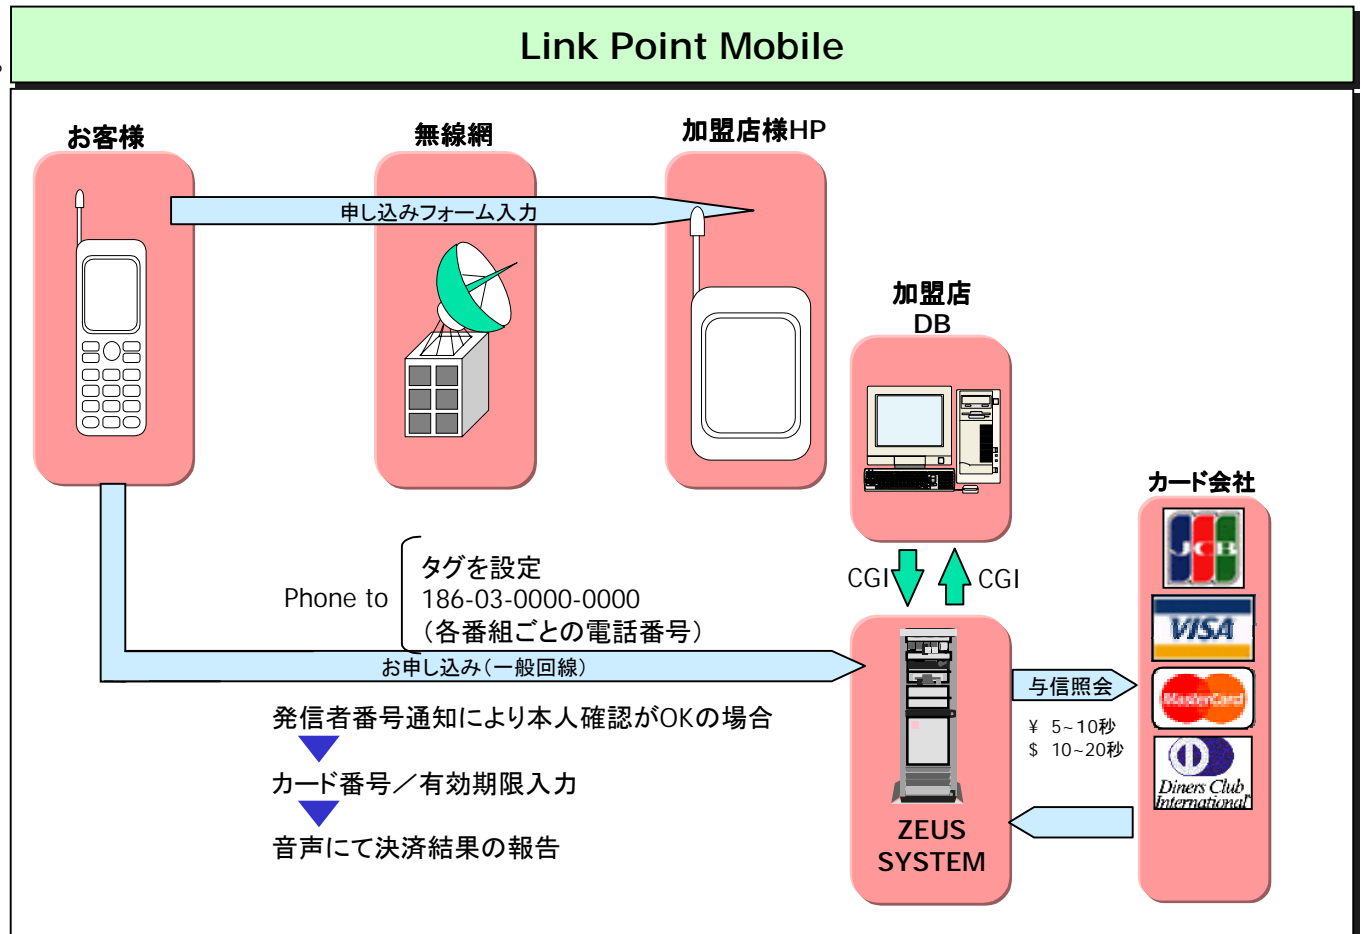 Link Point Mobile
お客様
無線網
加盟店様HP
申し込みフォーム入力
加盟店
DB
カード会社
JCB
VISA
MasterCard
Diners Club
International
CGI
CGI
Phone to
タグを設定
186-03-0000-0000
(各番組ごとの電話番号)
お申し込み(一般回線)
与信照会
¥ 5~10秒
$ 10~20秒
発信者番号通知により本人確認がOKの場合
カード番号/有効期限入力
音声にて決済結果の報告
ZEUS
SYSTEM